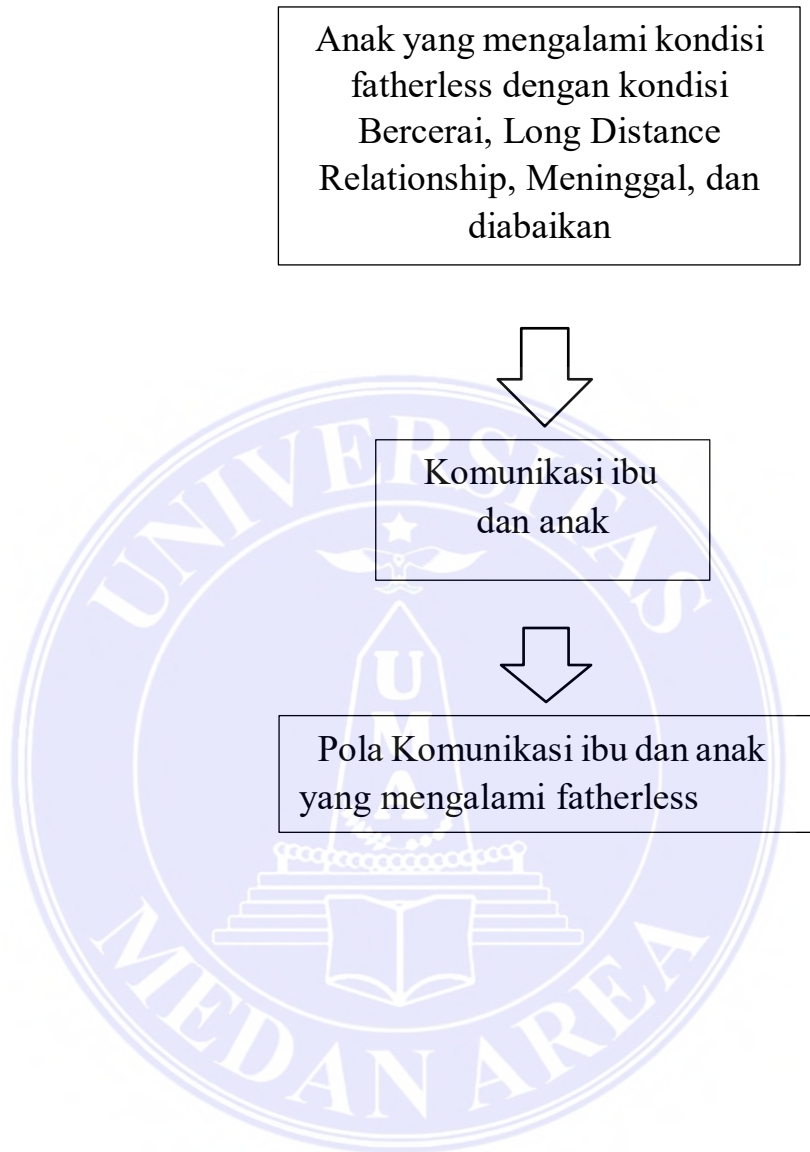 Anak yang mengalami kondisi
fatherless dengan kondisi
Bercerai, Long Distance
Relationship, Meninggal, dan
diabaikan
UNIVERSITAS
Komunikasi ibu
dan anak
UMA
Pola Komunikasi ibu dan anak
yang mengalami fatherless
MEDAN AREA